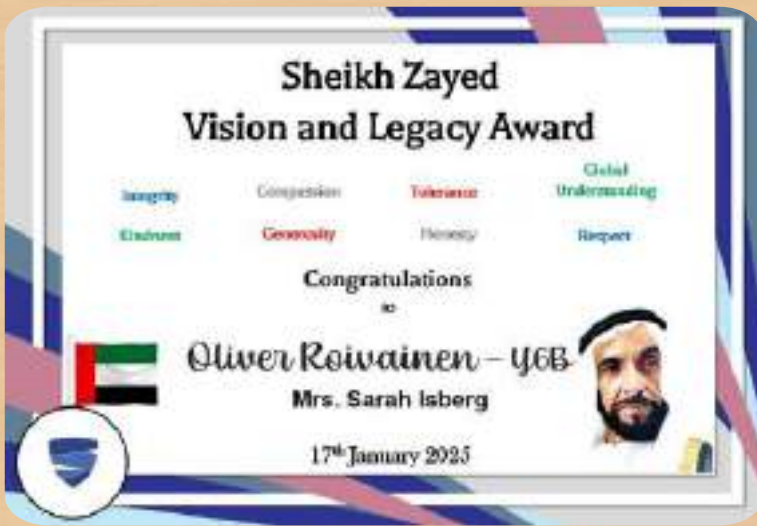 Sheikh Zayed
Vision and Legacy Award
Integrity Compassion Tolerance Global Understanding
Kindness Generosity Honesty Respect
Congratulations
to
Oliver Roivainen – Y6B
Mrs. Sarah Isberg
17th January 2025